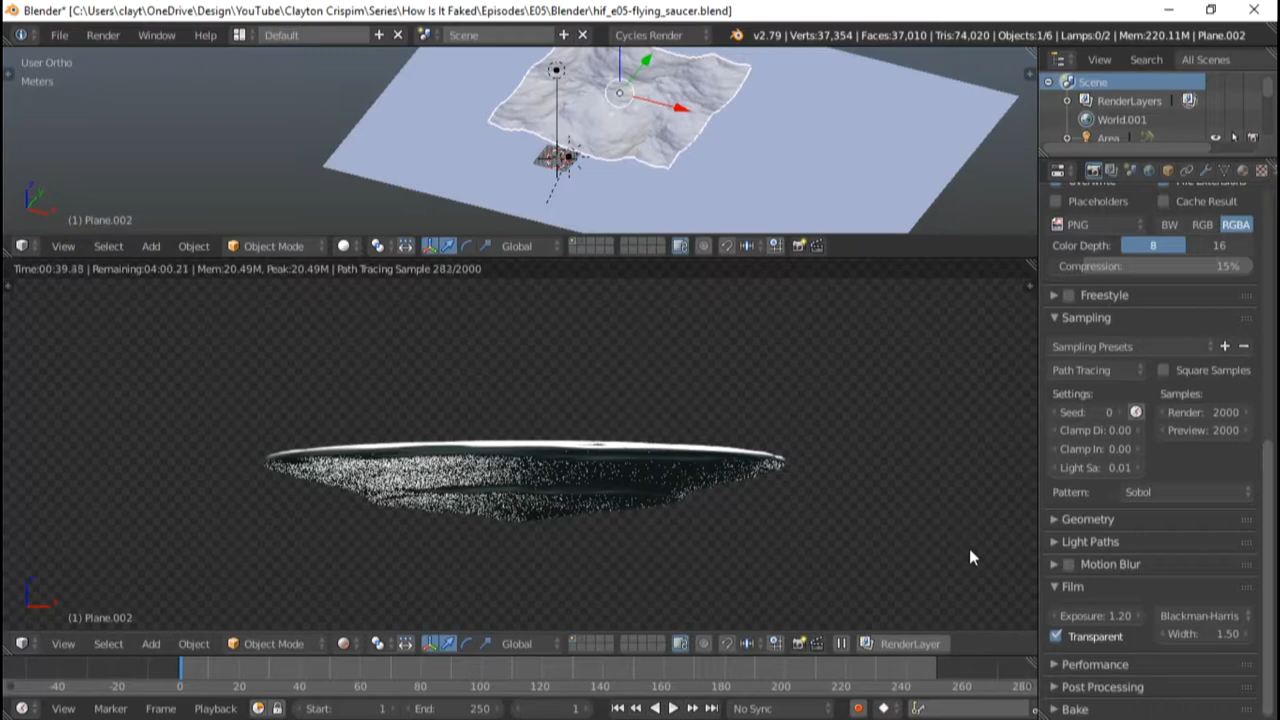 Blender* [C:\Users\clayt\OneDrive\Design\YouTube\Clayton Crispim\Series\How Is It Faked\Episodes\E05\Blender\hif_e05-flying_saucer.blend]
File Render Window Help Default Scene Cycles Render v2.79 | Verts:37,354 | Faces:37,010 | Tris:74,020 | Objects:1/6 | Lamps:0/2 | Mem:220.11M | Plane.002
User Ortho
Meters
(1) Plane.002
View Select Add Object Object Mode Global
Time:00:39.38 | Remaining:04:00.21 | Mem:20.49M, Peak:20.49M | Path Tracing Sample 282/2000
(1) Plane.002
View Select Add Object Object Mode Global RenderLayer
-40 -20 0 20 40 60 80 100 120 140 160 180 200 220 240 260 280
View Marker Frame Playback Start: 1 End: 250 1 No Sync
View Search All Scenes
Scene
RenderLayers
World.001
Area
Overwrite File Extensions
Placeholders Cache Result
PNG BW RGB RGBA
Color Depth: 8 16
Compression: 15%
Freestyle
Sampling
Sampling Presets
Path Tracing Square Samples
Settings: Samples:
Seed: 0 Render: 2000
Clamp Di: 0.00 Preview: 2000
Clamp In: 0.00
Light Sa: 0.01
Pattern: Sobol
Geometry
Light Paths
Motion Blur
Film
Exposure: 1.20 Blackman-Harris
Transparent Width: 1.50
Performance
Post Processing
Bake